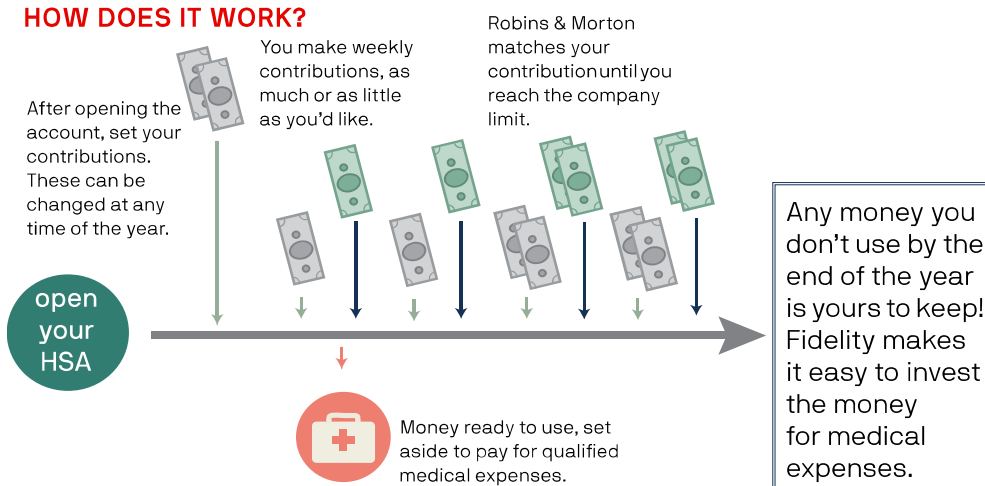 HOW DOES IT WORK?
After opening the
account, set your
contributions.
These can be
changed at any
time of the year.
You make weekly
contributions, as
much or as little
as you'd like.
Robins & Morton
matches your
contribution until you
reach the company
limit.
open
your
HSA
Money ready to use, set
aside to pay for qualified
medical expenses.
Any money you
don't use by the
end of the year
is yours to keep!
Fidelity makes
it easy to invest
the money
for medical
expenses.